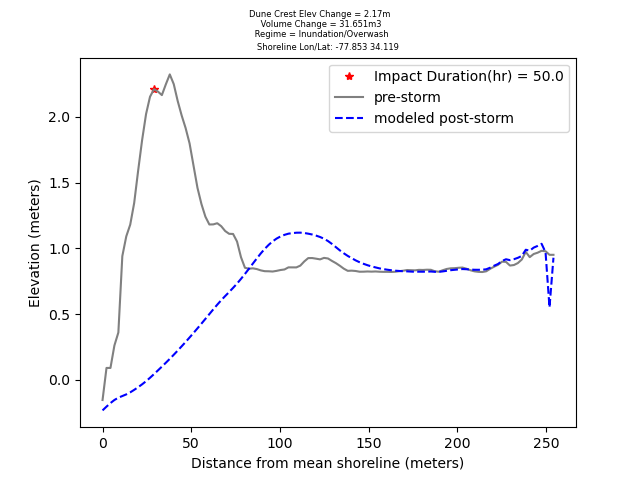 Dune Crest Elev Change = 2.17m
Volume Change = 31.651m3
Regime = Inundation/Overwash
Shoreline Lon/Lat: -77.853 34.119
Impact Duration(hr) = 50.0
pre-storm
modeled post-storm
2.0
1.5
1.0
0.5
0.0
Elevation (meters)
0 50 100 150 200 250
Distance from mean shoreline (meters)